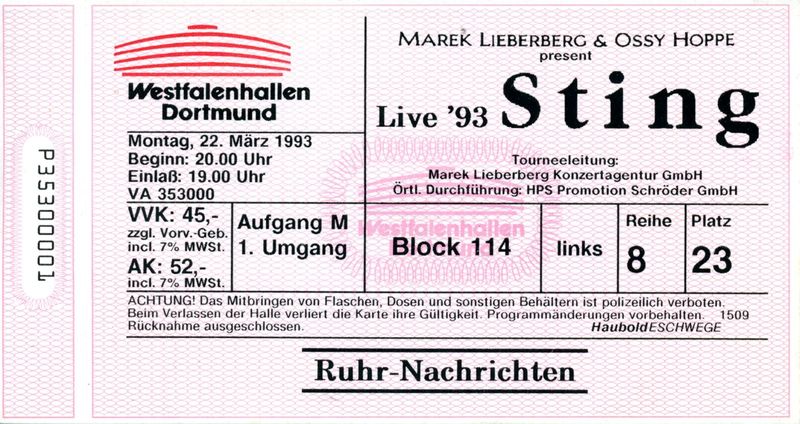 P35300001
Westfalenhallen
Dortmund
MAREK LIEBERBERG & OSSY HOPPE
present
Live '93 Sting
Tourneeleitung:
Marek Lieberberg Konzertagentur GmbH
Örtl. Durchführung: HPS Promotion Schröder GmbH
Montag, 22. März 1993
Beginn: 20.00 Uhr
Einlaß: 19.00 Uhr
VA 353000
VVK: 45,-
zzgl. Vorv.-Geb.
incl. 7% MWSt.
AK: 52,-
incl. 7% MWSt.
Aufgang M
1. Umgang
Westfalenhallen
Block 114
links
Reihe
8
Platz
23
ACHTUNG! Das Mitbringen von Flaschen, Dosen und sonstigen Behältern ist polizeilich verboten.
Beim Verlassen der Halle verliert die Karte ihre Gültigkeit. Programmänderungen vorbehalten. 1509
Rücknahme ausgeschlossen. Haubold ESCHWEGE
Ruhr-Nachrichten